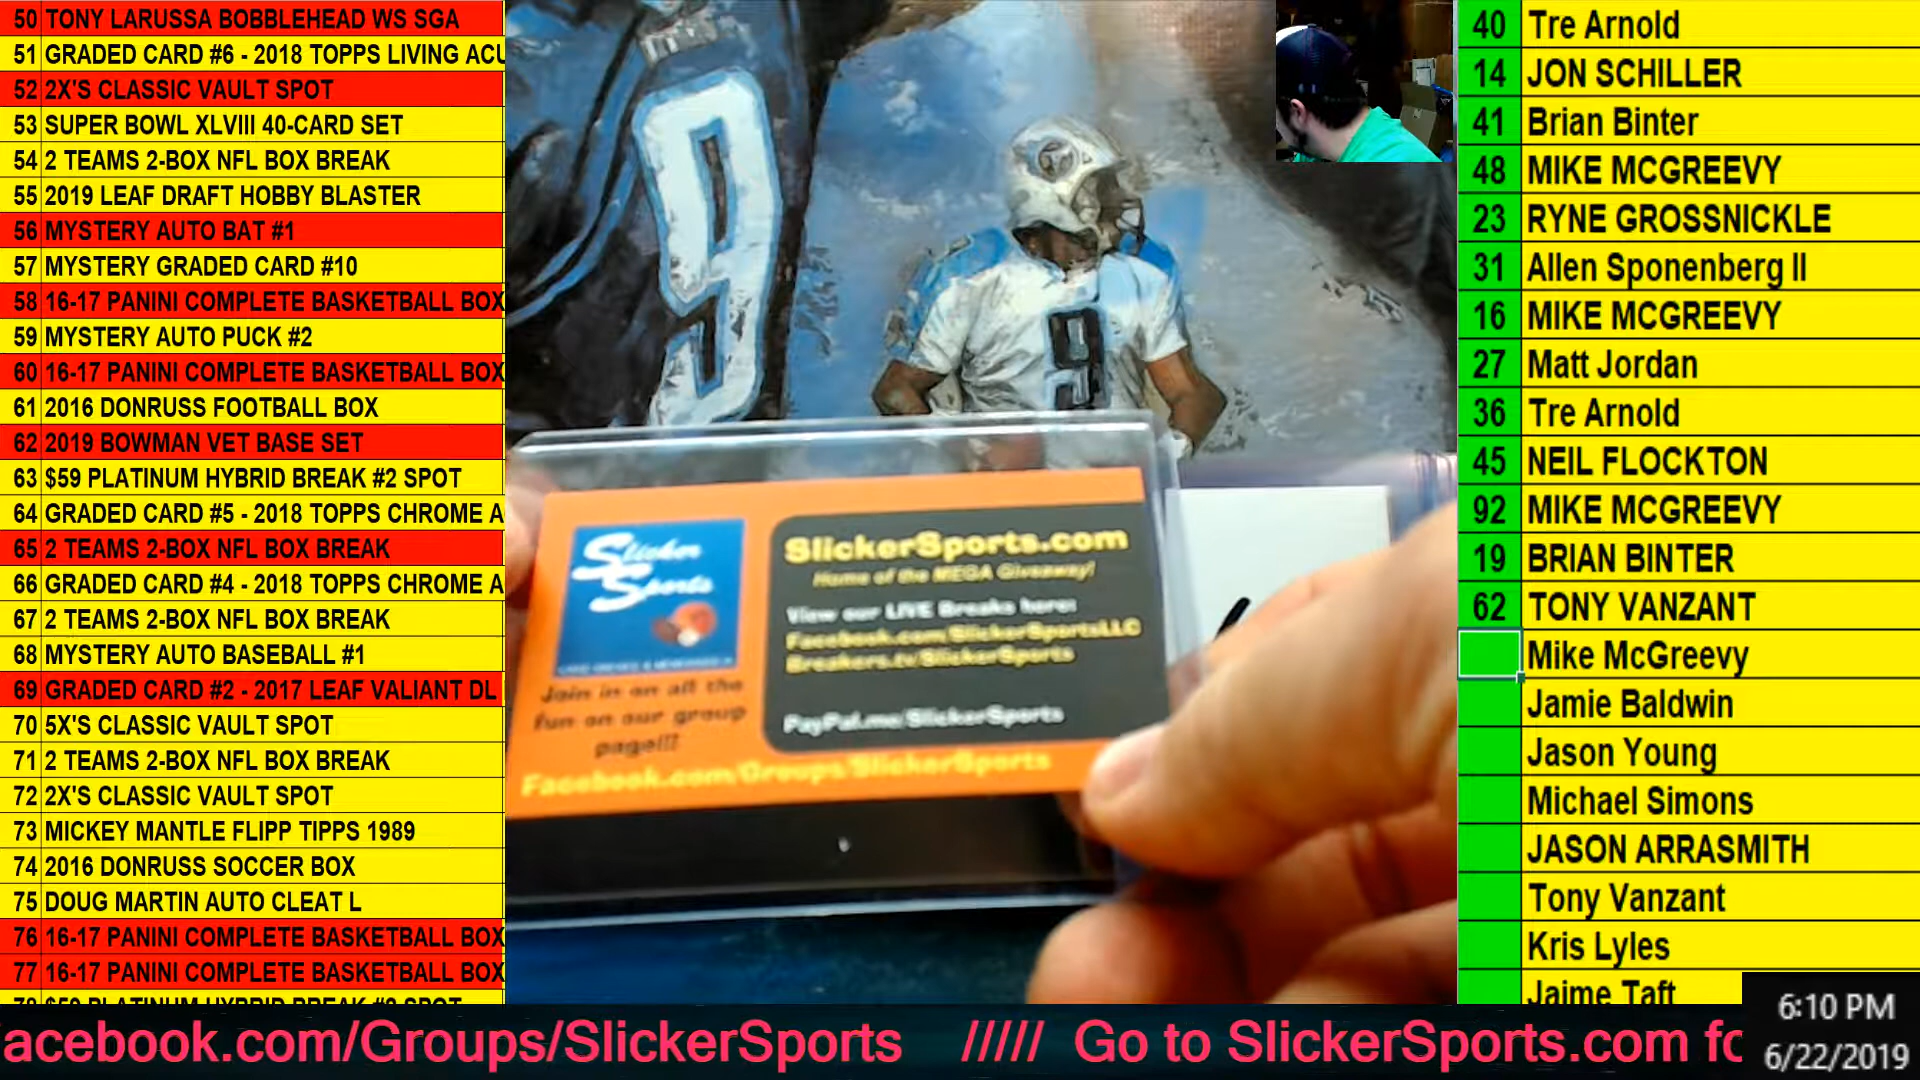 50 TONY LARUSSA BOBBLEHEAD WS SGA
51 GRADED CARD #6 - 2018 TOPPS LIVING ACU
52 2X'S CLASSIC VAULT SPOT
53 SUPER BOWL XLVIII 40-CARD SET
54 2 TEAMS 2-BOX NFL BOX BREAK
55 2019 LEAF DRAFT HOBBY BLASTER
56 MYSTERY AUTO BAT #1
57 MYSTERY GRADED CARD #10
58 16-17 PANINI COMPLETE BASKETBALL BOX
59 MYSTERY AUTO PUCK #2
60 16-17 PANINI COMPLETE BASKETBALL BOX
61 2016 DONRUSS FOOTBALL BOX
62 2019 BOWMAN VET BASE SET
63 $59 PLATINUM HYBRID BREAK #2 SPOT
64 GRADED CARD #5 - 2018 TOPPS CHROME A
65 2 TEAMS 2-BOX NFL BOX BREAK
66 GRADED CARD #4 - 2018 TOPPS CHROME A
67 2 TEAMS 2-BOX NFL BOX BREAK
68 MYSTERY AUTO BASEBALL #1
69 GRADED CARD #2 - 2017 LEAF VALIANT DL
70 5X'S CLASSIC VAULT SPOT
71 2 TEAMS 2-BOX NFL BOX BREAK
72 2X'S CLASSIC VAULT SPOT
73 MICKEY MANTLE FLIPP TIPPS 1989
74 2016 DONRUSS SOCCER BOX
75 DOUG MARTIN AUTO CLEAT L
76 16-17 PANINI COMPLETE BASKETBALL BOX
77 16-17 PANINI COMPLETE BASKETBALL BOX
78 $59 PLATINUM HYBRID BREAK #2 SPOT
9
9
Slicker
Sports
Join in on all the
fun on our group
page!!!
SlickerSports.com
Home of the MEGA Giveaway!
View our LIVE Breaks here:
Facebook.com/SlickerSportsLLC
Breakers.tv/SlickerSports
PayPal.me/SlickerSports
Facebook.com/Groups/SlickerSports
40 Tre Arnold
14 JON SCHILLER
41 Brian Binter
48 MIKE MCGREEVY
23 RYNE GROSSNICKLE
31 Allen Sponenberg II
16 MIKE MCGREEVY
27 Matt Jordan
36 Tre Arnold
45 NEIL FLOCKTON
92 MIKE MCGREEVY
19 BRIAN BINTER
62 TONY VANZANT
Mike McGreevy
Jamie Baldwin
Jason Young
Michael Simons
JASON ARRASMITH
Tony Vanzant
Kris Lyles
Jaime Taft
acebook.com/Groups/SlickerSports ///// Go to SlickerSports.com fo
6:10 PM
6/22/2019